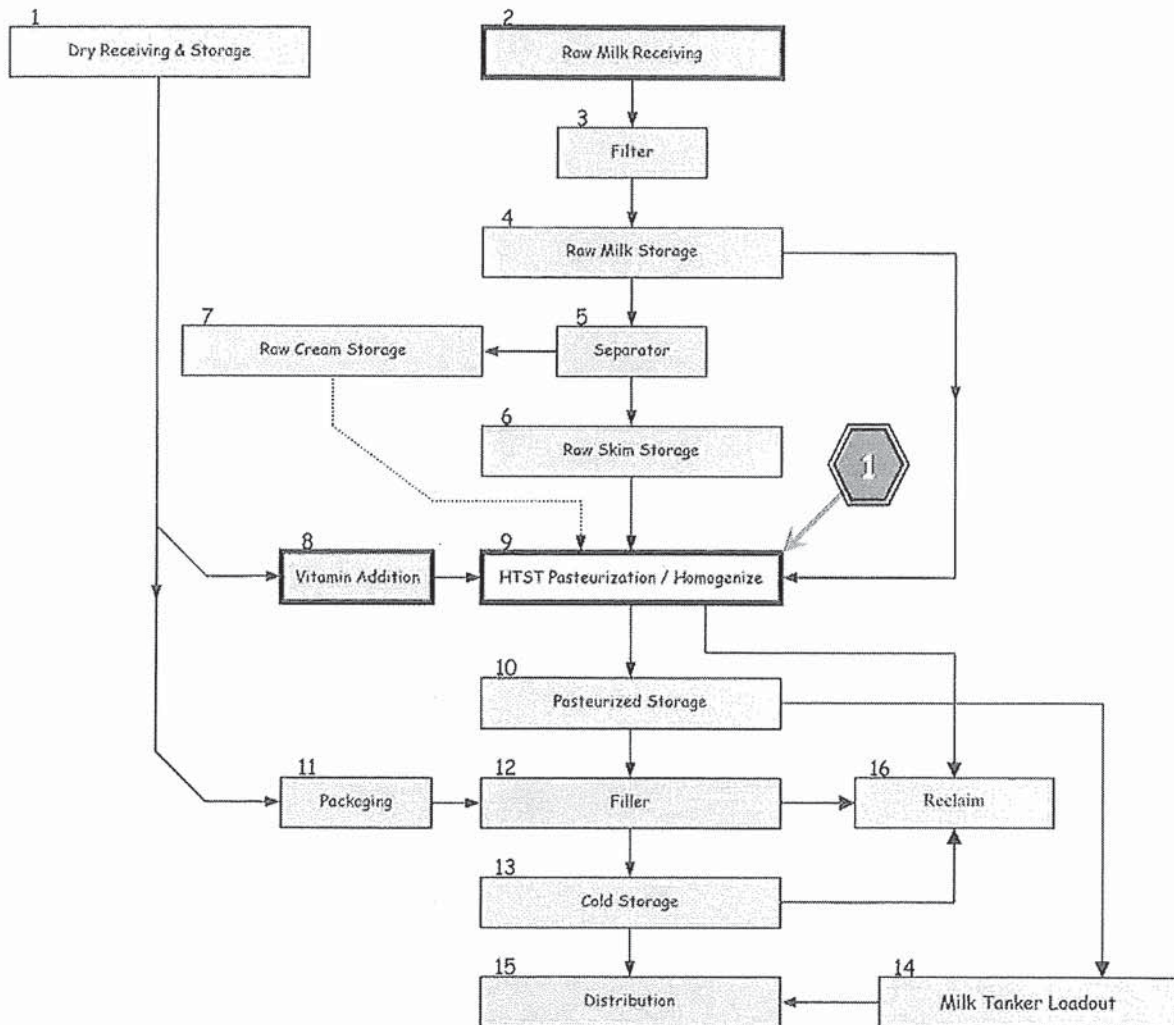 1
Dry Receiving & Storage
2
Raw Milk Receiving
3
Filter
4
Raw Milk Storage
5
Separator
7
Raw Cream Storage
6
Raw Skim Storage
1
8
Vitamin Addition
9
HTST Pasteurization / Homogenize
10
Pasteurized Storage
11
Packaging
12
Filler
16
Reclaim
13
Cold Storage
15
Distribution
14
Milk Tanker Loadout